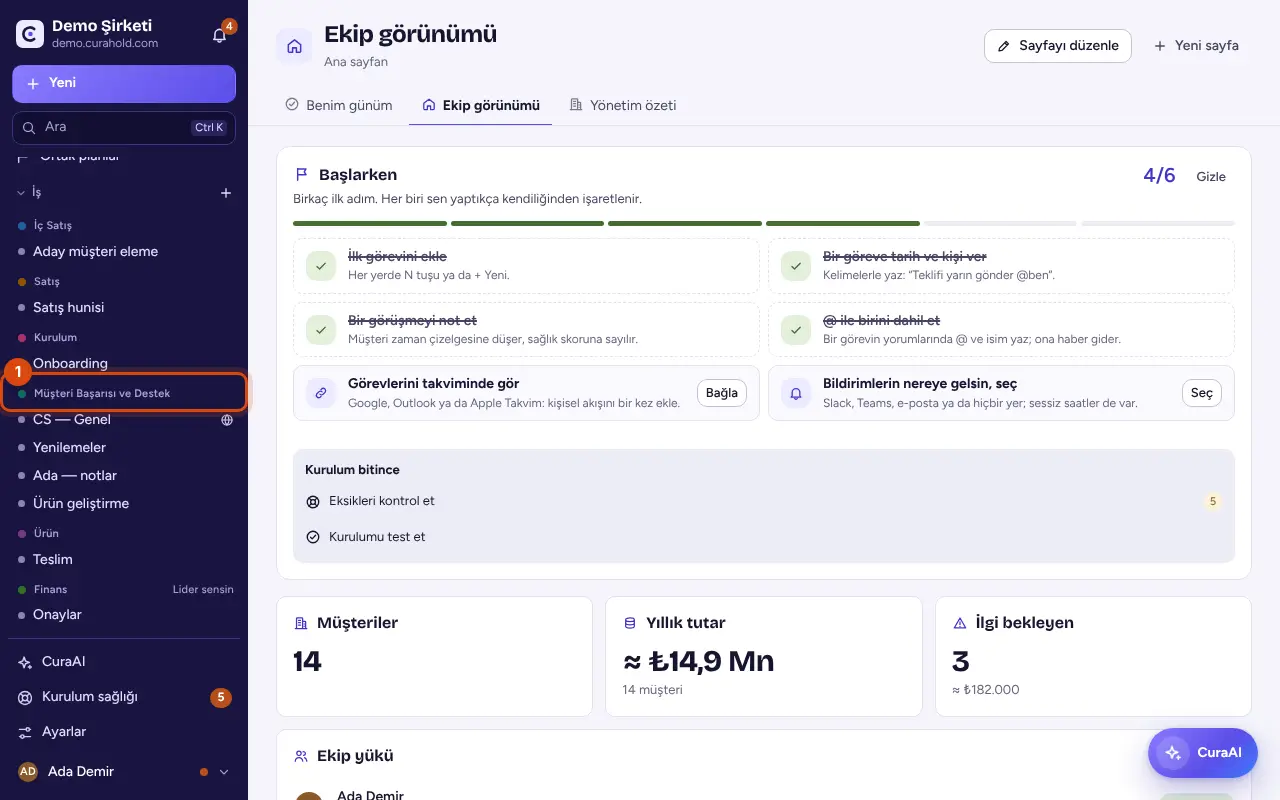 Demo Şirketi
demo.curahold.com
4
Yeni
Ara
Ctrl K
Ortak planlar
İş
İç Satış
Aday müşteri eleme
Satış
Satış hunisi
Kurulum
Onboarding
1
Müşteri Başarısı ve Destek
CS — Genel
Yenilemeler
Ada — notlar
Ürün geliştirme
Ürün
Teslim
Finans
Lider sensin
Onaylar
CuraAI
Kurulum sağlığı
5
Ayarlar
AD
Ada Demir
Ekip görünümü
Ana sayfan
Sayfayı düzenle
Yeni sayfa
Benim günüm
Ekip görünümü
Yönetim özeti
Başlarken
4/6
Gizle
Birkaç ilk adım. Her biri sen yaptıkça kendiliğinden işaretlenir.
İlk görevini ekle
Her yerde N tuşu ya da + Yeni.
Bir göreve tarih ve kişi ver
Kelimelerle yaz: “Teklifi yarın gönder @ben”.
Bir görüşmeyi not et
Müşteri zaman çizelgesine düşer, sağlık skoruna sayılır.
@ ile birini dahil et
Bir görevin yorumlarında @ ve isim yaz; ona haber gider.
Görevlerini takviminde gör
Google, Outlook ya da Apple Takvim: kişisel akışını bir kez ekle.
Bağla
Bildirimlerin nereye gelsin, seç
Slack, Teams, e-posta ya da hiçbir yer; sessiz saatler de var.
Seç
Kurulum bitince
Eksikleri kontrol et
5
Kurulumu test et
Müşteriler
14
Yıllık tutar
≈ ₺14,9 Mn
14 müşteri
İlgi bekleyen
3
≈ ₺182.000
Ekip yükü
Ada Demir
CuraAI